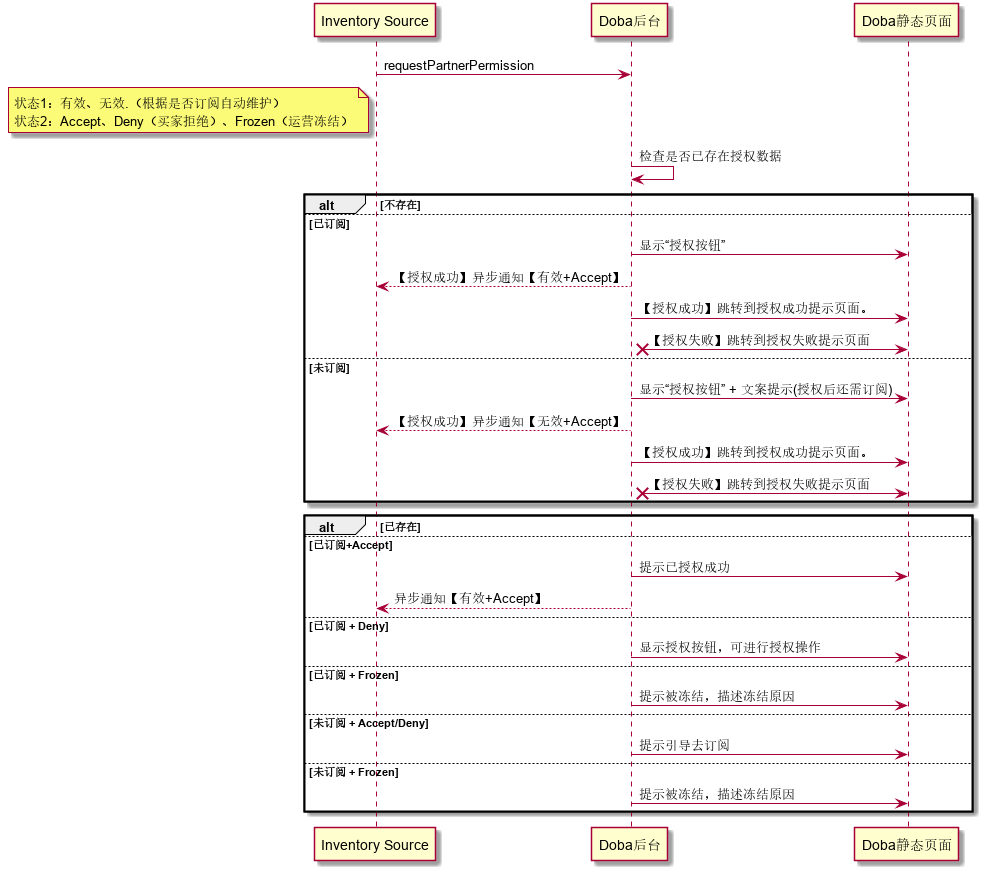 Inventory Source
Doba后台
Doba静态页面
requestPartnerPermission
状态1：有效、无效.（根据是否订阅自动维护）
状态2：Accept、Deny（买家拒绝）、Frozen（运营冻结）
检查是否已存在授权数据
alt
[不存在]
[已订阅]
显示“授权按钮”
【授权成功】异步通知【有效+Accept】
【授权成功】跳转到授权成功提示页面。
【授权失败】跳转到授权失败提示页面
[未订阅]
显示“授权按钮” + 文案提示(授权后还需订阅)
【授权成功】异步通知【无效+Accept】
【授权成功】跳转到授权成功提示页面。
【授权失败】跳转到授权失败提示页面
alt
[已存在]
[已订阅+Accept]
提示已授权成功
异步通知【有效+Accept】
[已订阅 + Deny]
显示授权按钮，可进行授权操作
[已订阅 + Frozen]
提示被冻结，描述冻结原因
[未订阅 + Accept/Deny]
提示引导去订阅
[未订阅 + Frozen]
提示被冻结，描述冻结原因
Inventory Source
Doba后台
Doba静态页面